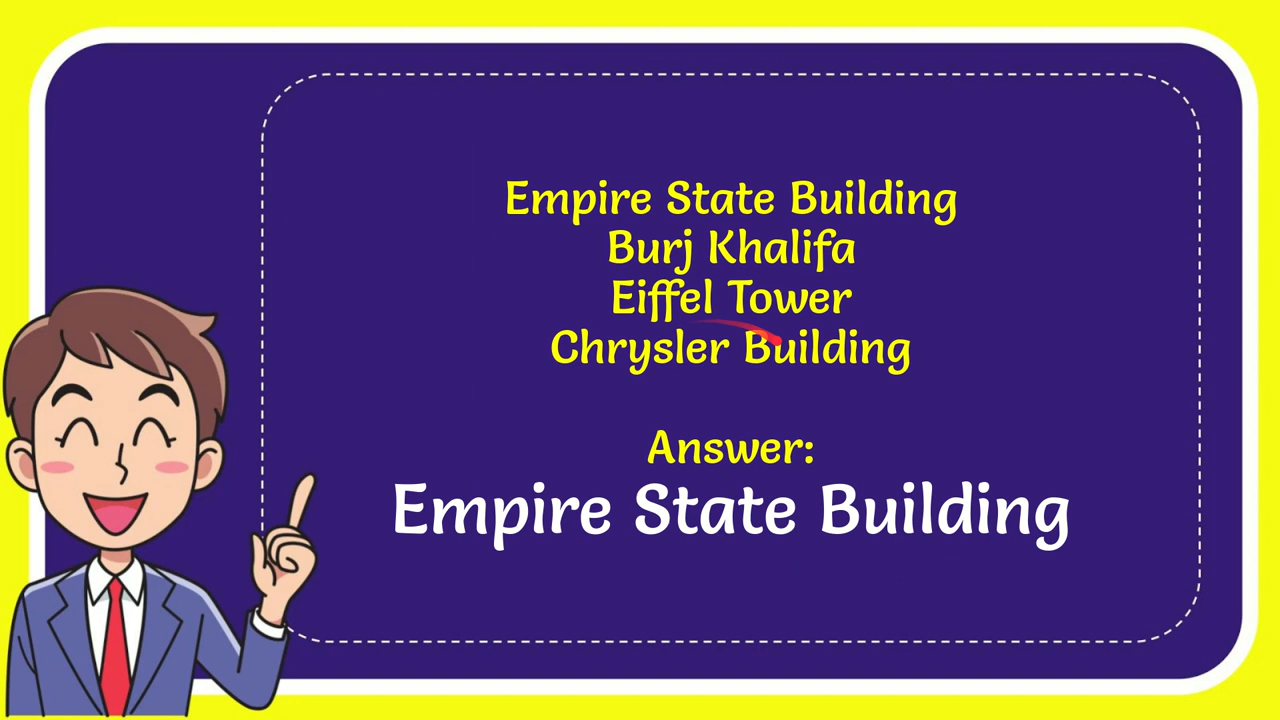 Empire State Building
Burj Khalifa
Eiffel Tower
Chrysler Building
Answer:
Empire State Building